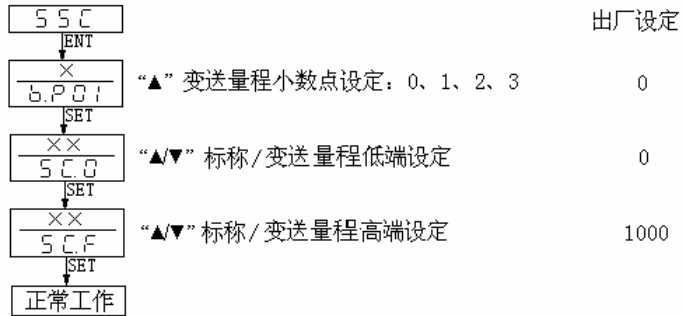 SSC 出厂设定
ENT
×
b.P01 “▲”变送量程小数点设定：0、1、2、3 0
SET
××
SC.0 “▲/▼”标称/变送量程低端设定 0
SET
××
SC.F “▲/▼”标称/变送量程高端设定 1000
SET
正常工作